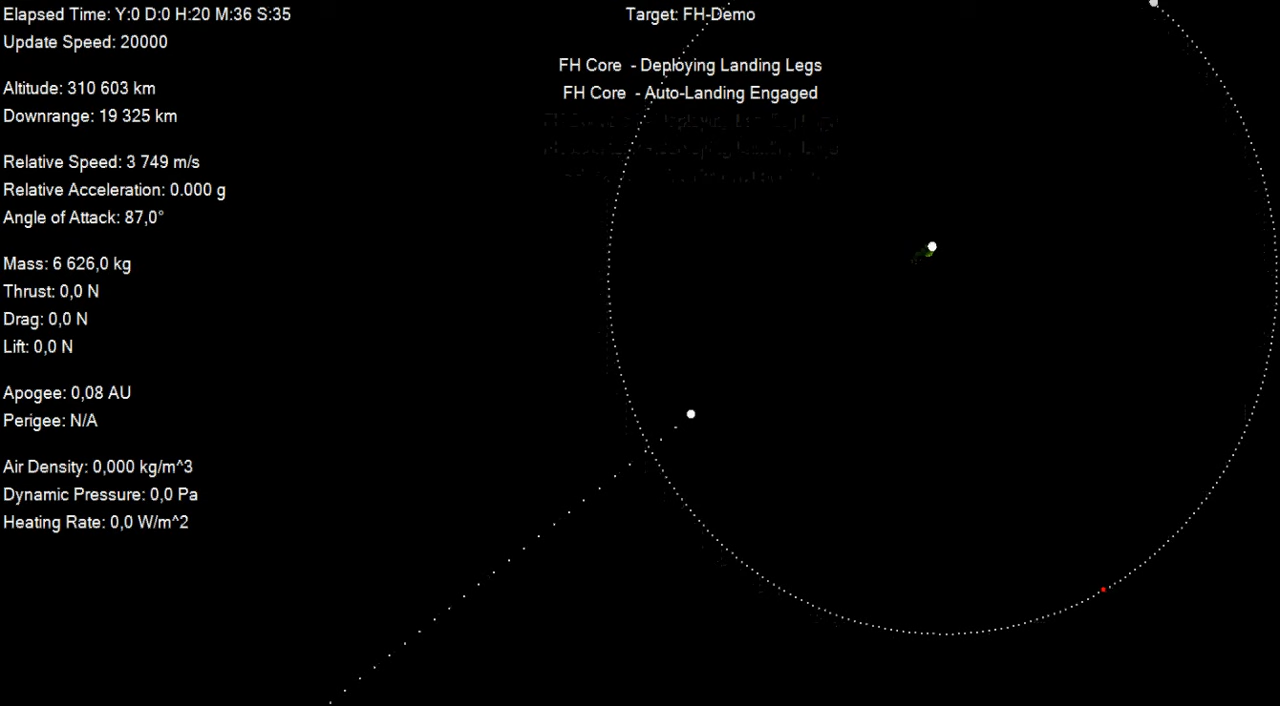 Elapsed Time: Y:0 D:0 H:20 M:36 S:35
Update Speed: 20000
Altitude: 310 603 km
Downrange: 19 325 km
Relative Speed: 3 749 m/s
Relative Acceleration: 0.000 g
Angle of Attack: 87,0°
Mass: 6 626,0 kg
Thrust: 0,0 N
Drag: 0,0 N
Lift: 0,0 N
Apogee: 0,08 AU
Perigee: N/A
Air Density: 0,000 kg/m^3
Dynamic Pressure: 0,0 Pa
Heating Rate: 0,0 W/m^2
Target: FH-Demo
FH Core - Deploying Landing Legs
FH Core - Auto-Landing Engaged